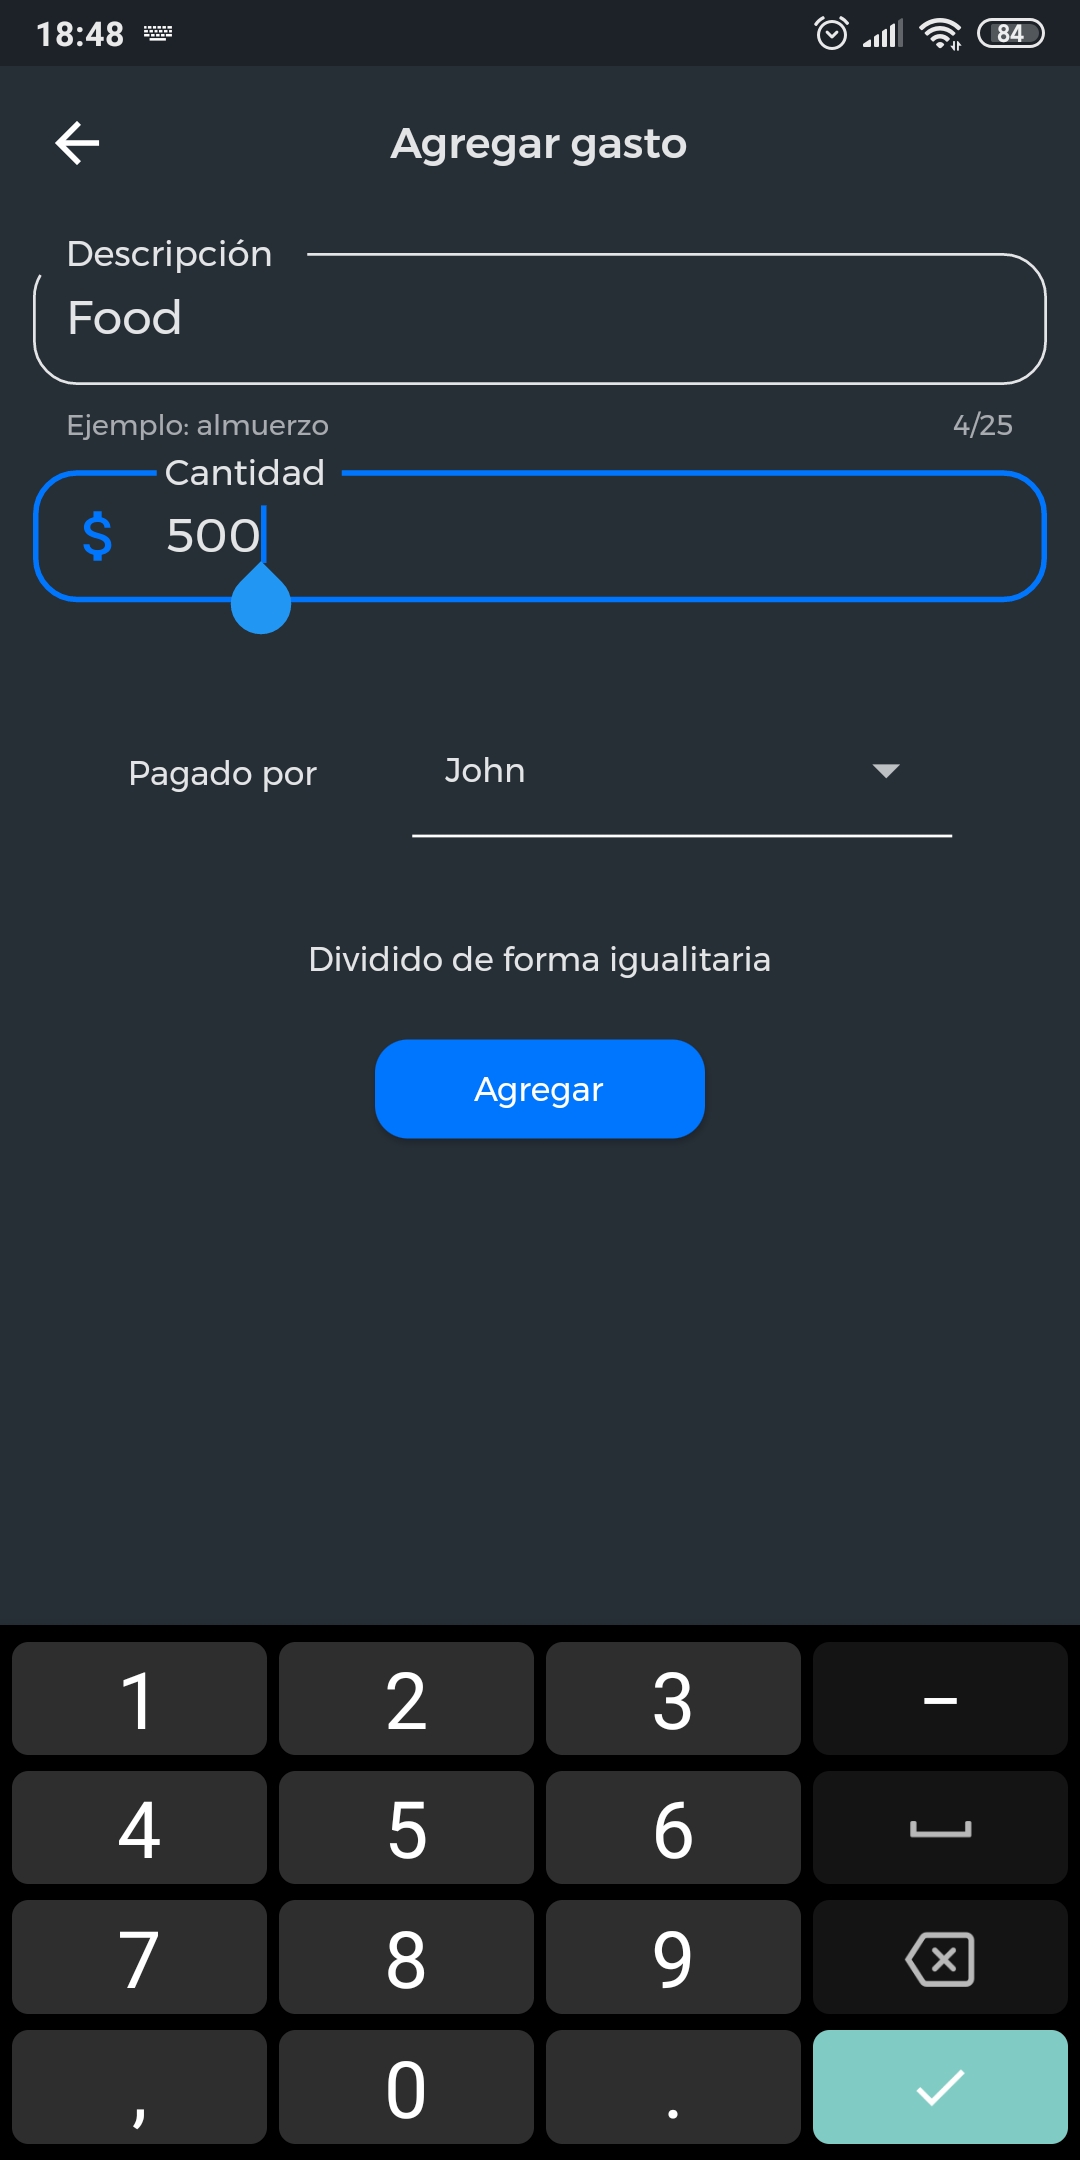 18:48
84
Agregar gasto
Descripción
Food
Ejemplo: almuerzo 4/25
Cantidad
$ 500
Pagado por John
Dividido de forma igualitaria
Agregar
1 2 3 –
4 5 6
7 8 9
, 0 .